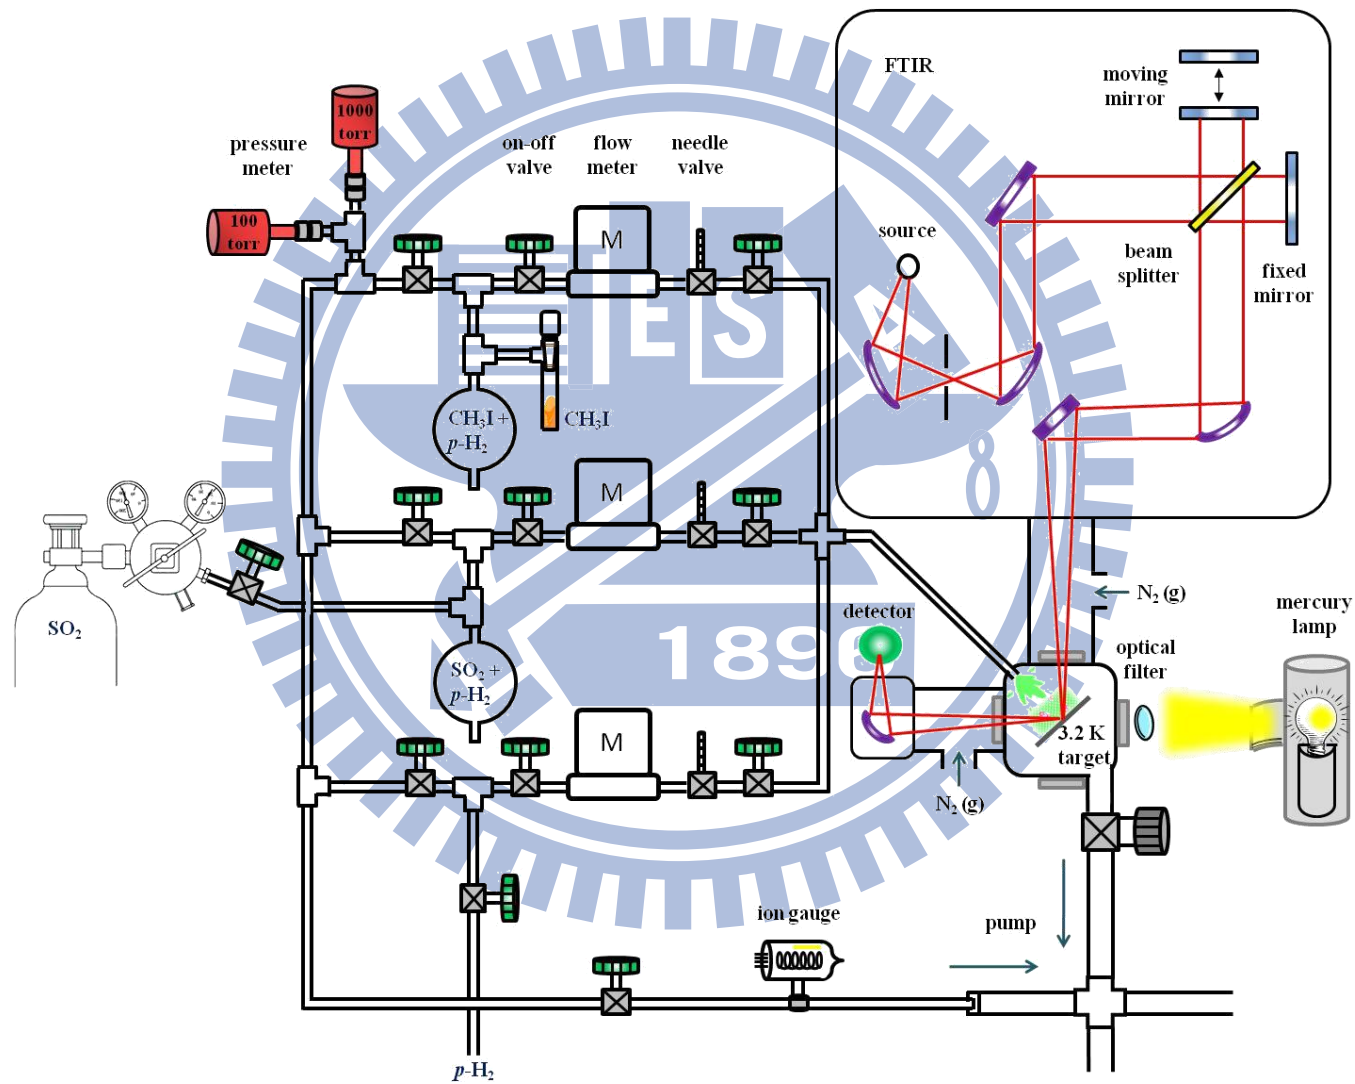 FTIR
moving
mirror
1000
torr
pressure
meter
on-off
valve
flow
meter
needle
valve
100
torr
M
source
beam
splitter
fixed
mirror
ES A
CH₃I +
p-H₂
CH₃I
8
M
SO₂
N₂ (g)
mercury
lamp
detector
optical
filter
1896
SO₂ +
p-H₂
M
3.2 K
target
N₂ (g)
ion gauge
pump
p-H₂